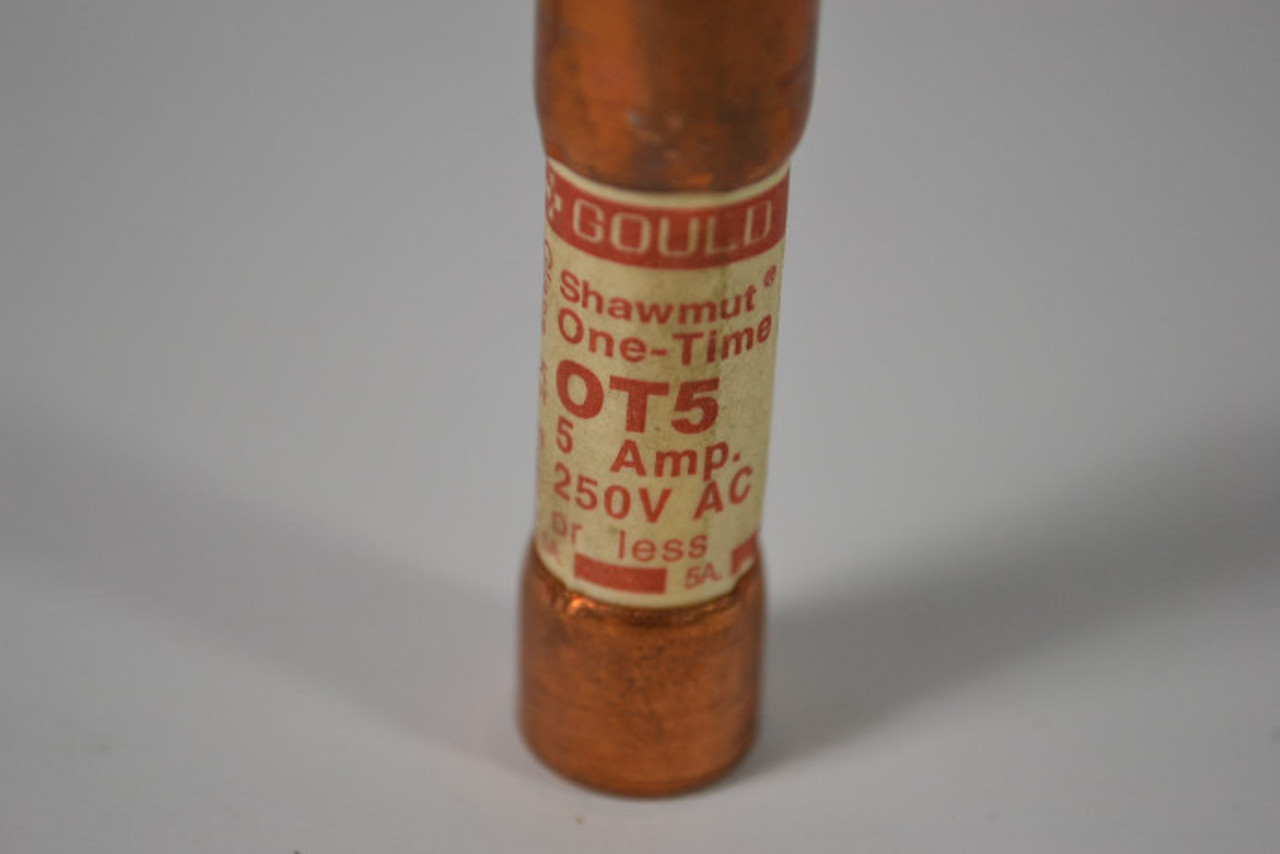 GOULD
Shawmut®
One-Time
OT5
5 Amp.
250V AC
or less
5A.